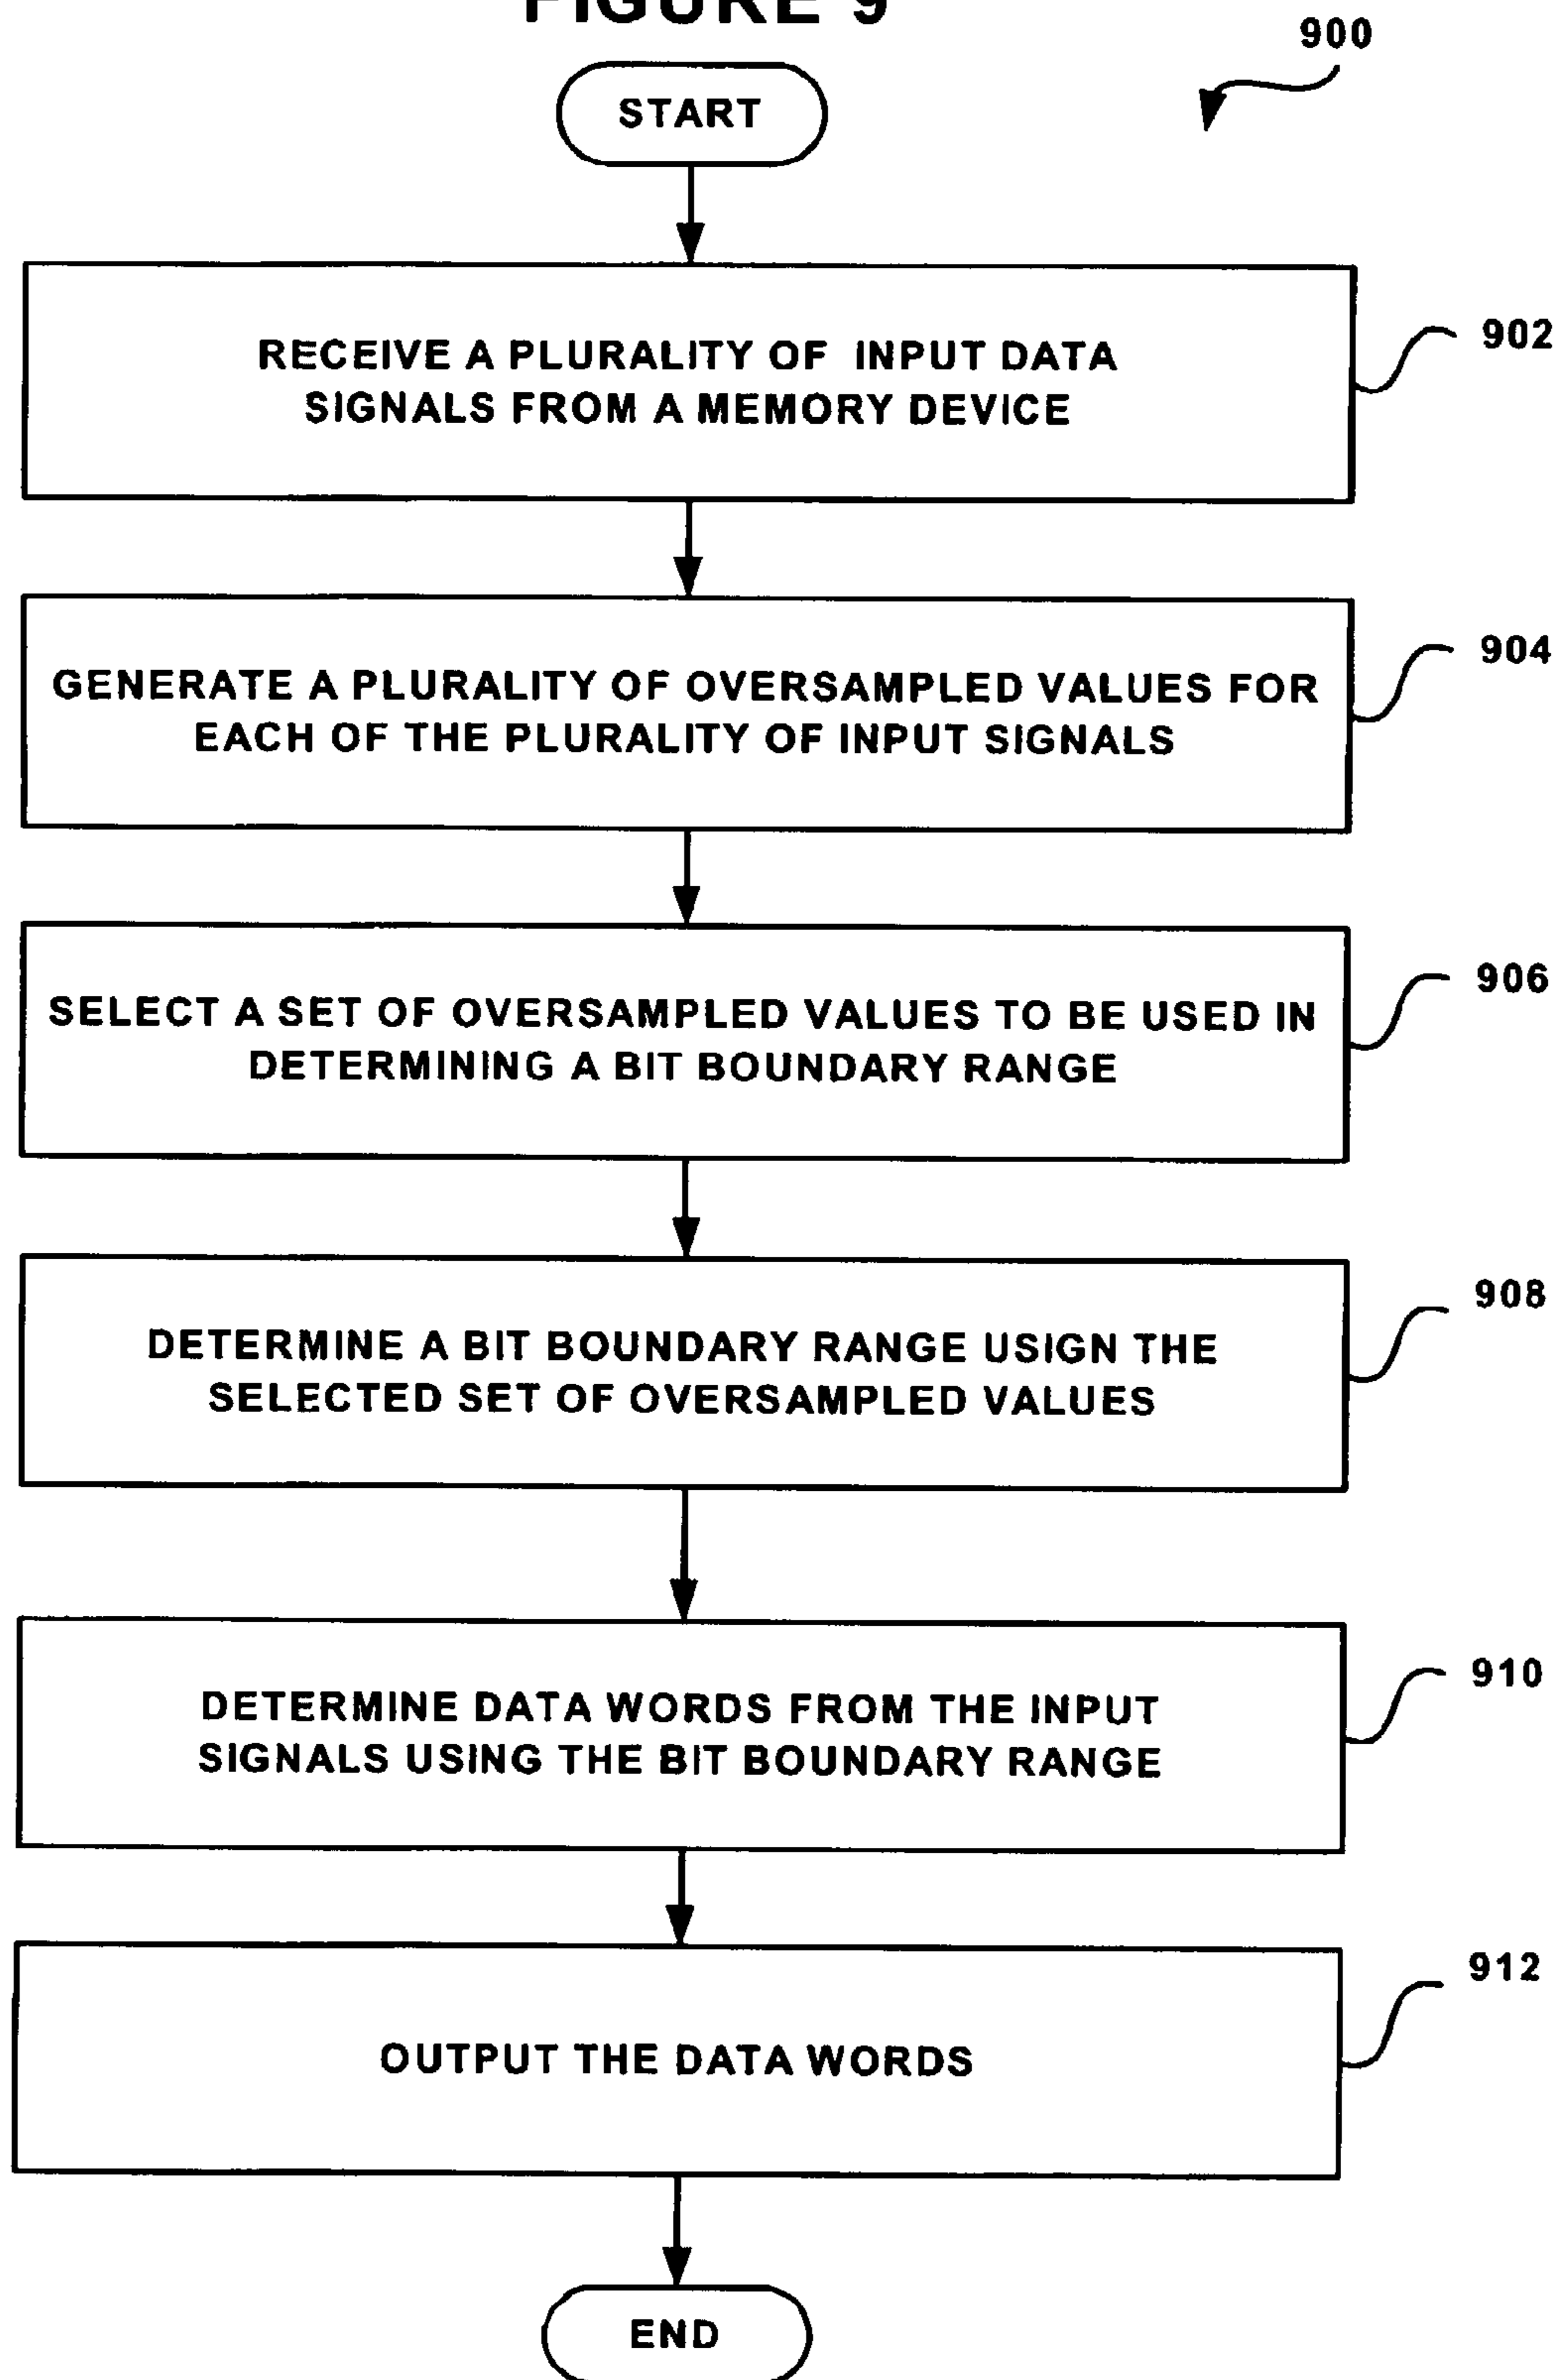 FIGURE 9
900
START
RECEIVE A PLURALITY OF INPUT DATA
SIGNALS FROM A MEMORY DEVICE
902
GENERATE A PLURALITY OF OVERSAMPLED VALUES FOR
EACH OF THE PLURALITY OF INPUT SIGNALS
904
SELECT A SET OF OVERSAMPLED VALUES TO BE USED IN
DETERMINING A BIT BOUNDARY RANGE
906
DETERMINE A BIT BOUNDARY RANGE USIGN THE
SELECTED SET OF OVERSAMPLED VALUES
908
DETERMINE DATA WORDS FROM THE INPUT
SIGNALS USING THE BIT BOUNDARY RANGE
910
OUTPUT THE DATA WORDS
912
END